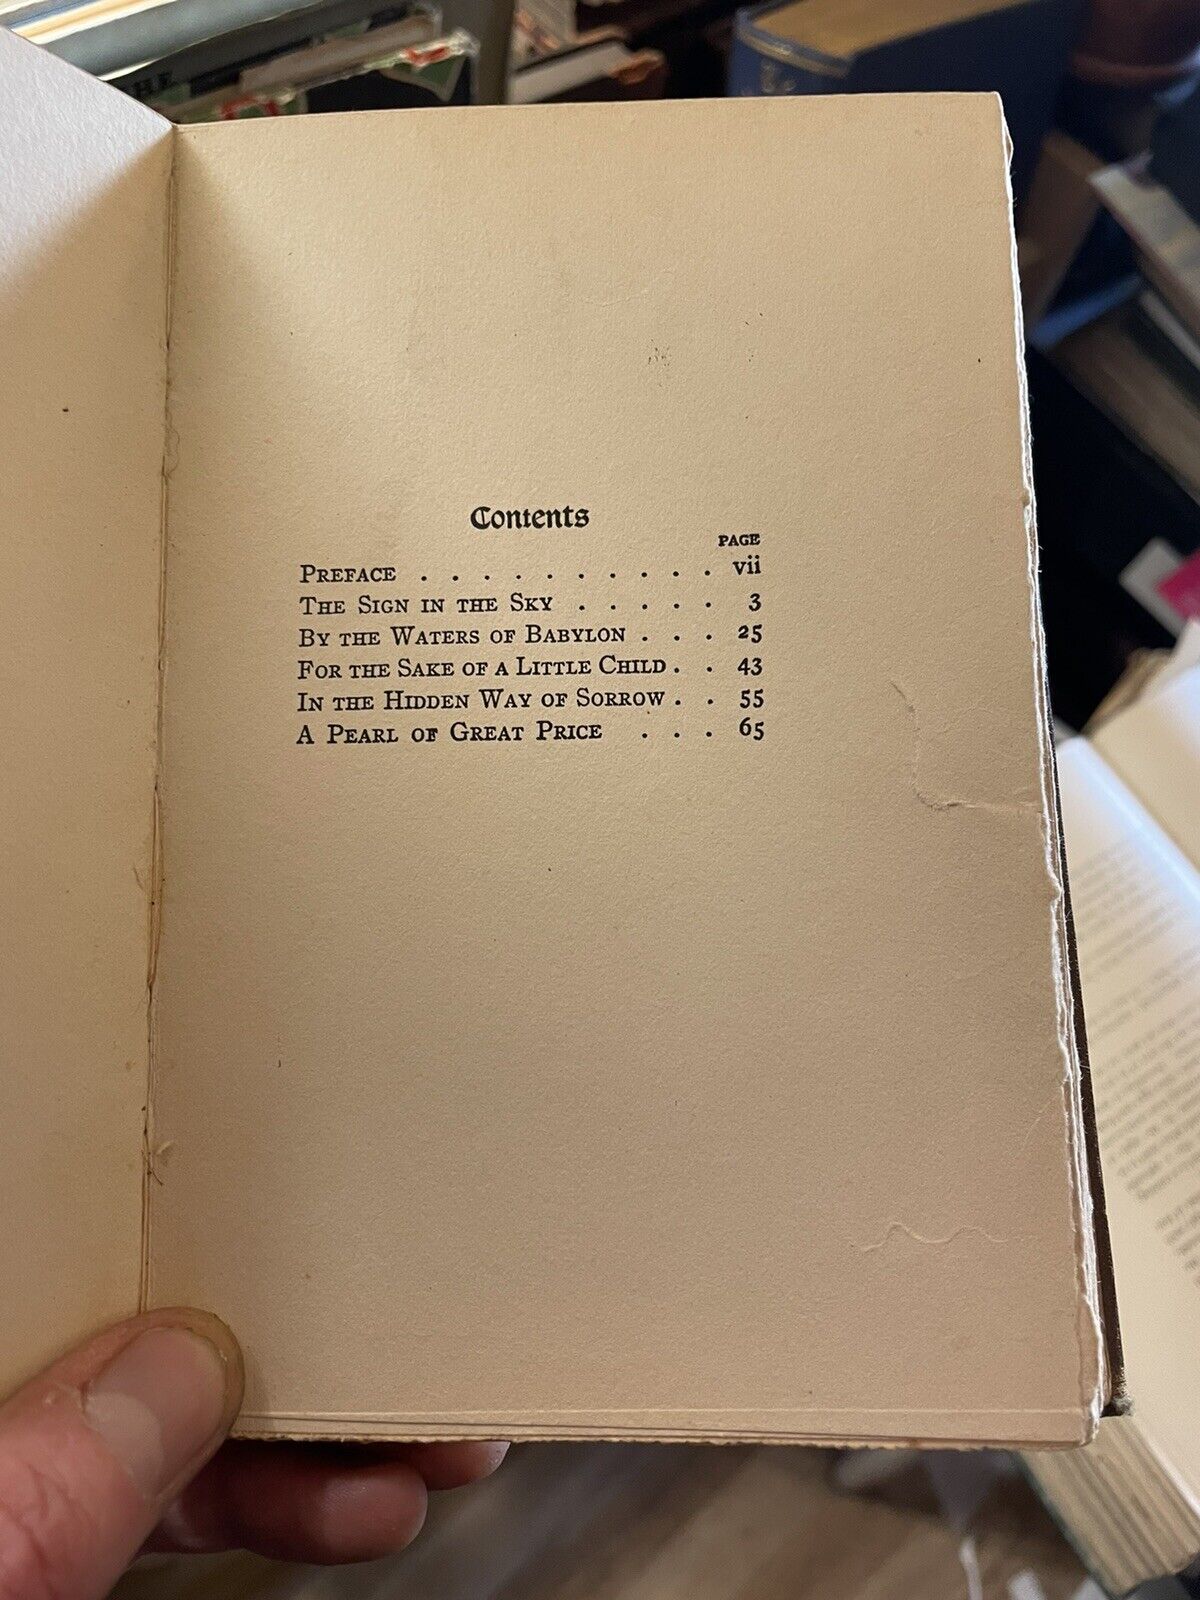 HE
Contents
PAGE
PREFACE . . . . . . . . . . vii
THE SIGN IN THE SKY . . . . . 3
BY THE WATERS OF BABYLON . . . 25
FOR THE SAKE OF A LITTLE CHILD . . 43
IN THE HIDDEN WAY OF SORROW . . 55
A PEARL OF GREAT PRICE . . . 65